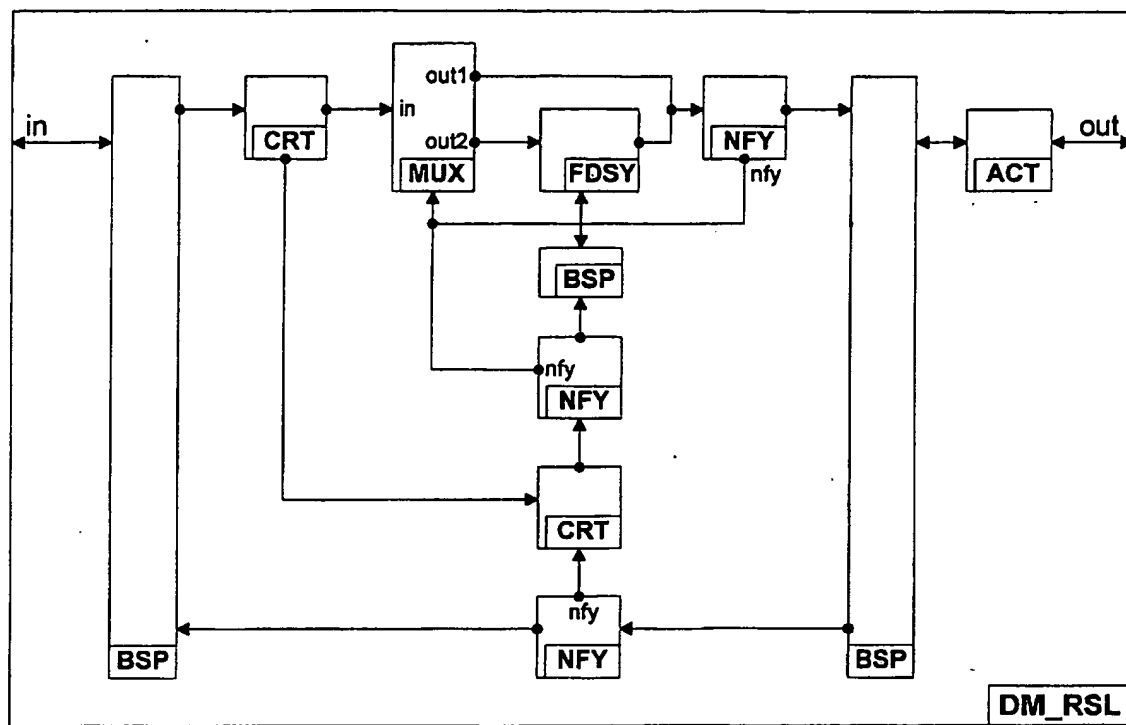 out1
in
in
out
out2
CRT
NFY
MUX
FDSY
nfy
ACT
BSP
nfy
NFY
CRT
nfy
BSP
NFY
BSP
DM_RSL